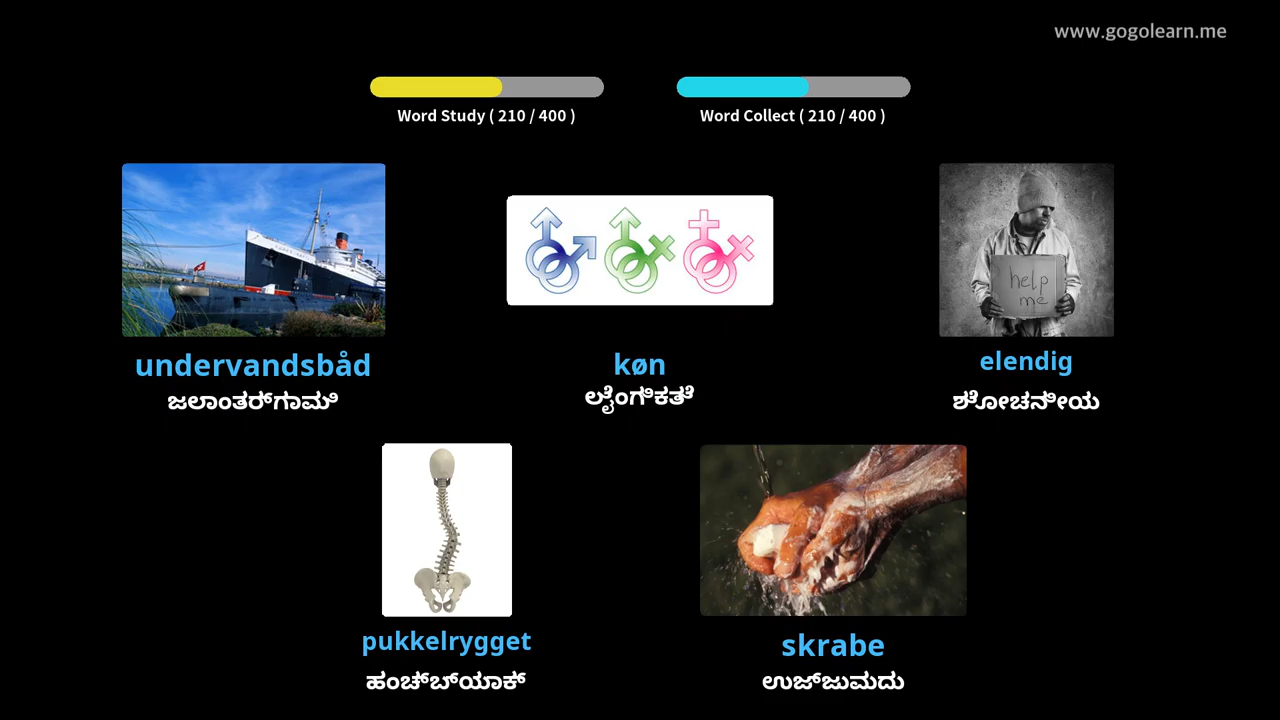 www.gogolearn.me
Word Study ( 210 / 400 )
Word Collect ( 210 / 400 )
help
me
undervandsbåd
ಜಲಾಂತರ್ಗಾಮಿ
køn
ಲೈಂಗಿಕತೆ
elendig
ಶೋಚನೀಯ
pukkelrygget
ಹಂಚ್ಬ್ಯಾಕ್
skrabe
ಉಜ್ಜುಮದು